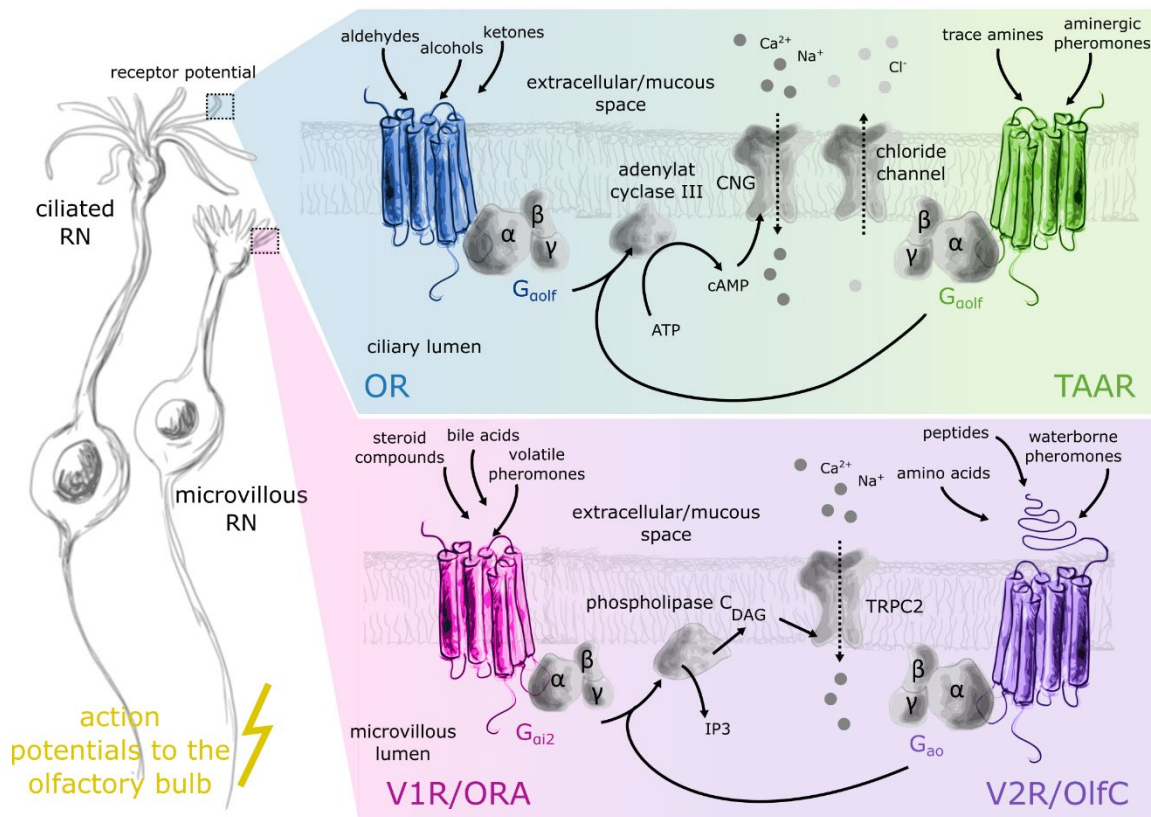 receptor potential
ciliated
RN
microvillous
RN
action
potentials to the
olfactory bulb
aldehydes
alcohols
ketones
extracellular/mucous
space
Ca²⁺
Na⁺
Cl⁻
trace amines
aminergic
pheromones
adenylat
cyclase III
CNG
chloride
channel
α
β
γ
Gαolf
ATP
cAMP
β
γ
α
Gαolf
ciliary lumen
OR
TAAR
steroid
compounds
bile acids
volatile
pheromones
extracellular/mucous
space
Ca²⁺
Na⁺
peptides
amino acids
waterborne
pheromones
phospholipase C
DAG
TRPC2
α
β
γ
Gαi2
IP3
β
γ
α
Gαo
microvillous
lumen
V1R/ORA
V2R/OlfC